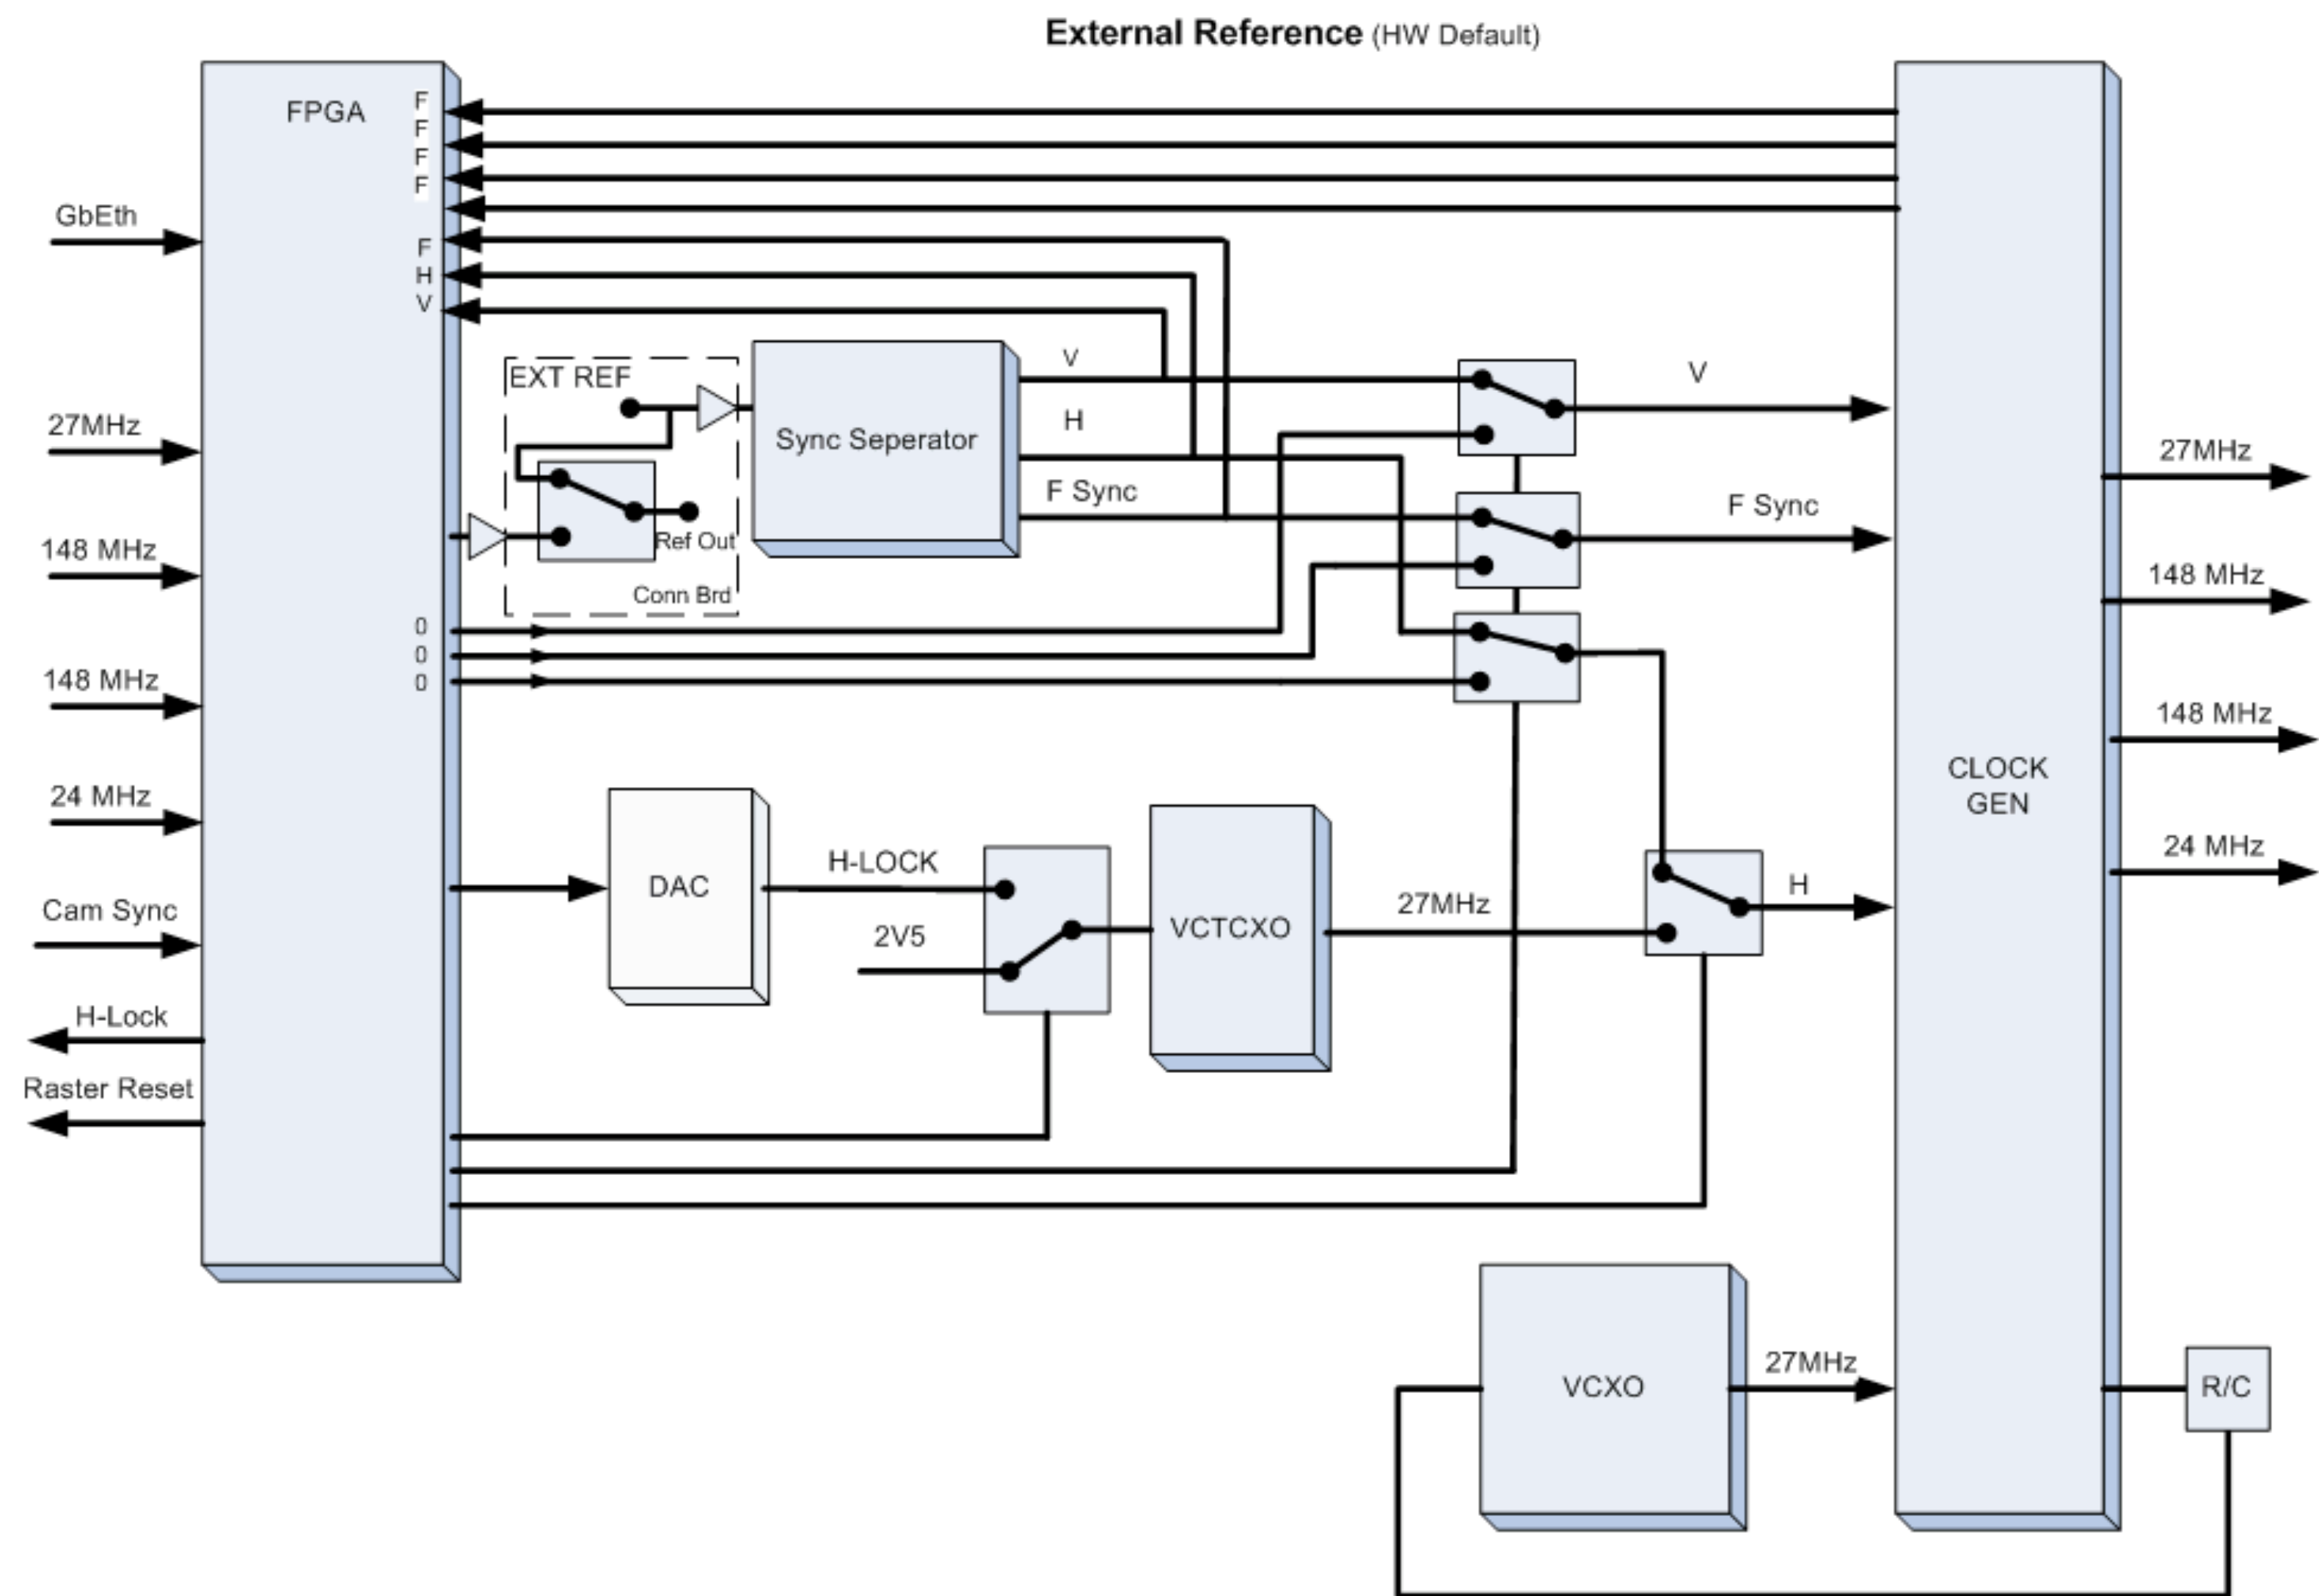 External Reference (HW Default)
FPGA
F
F
F
F
F
H
V
GbEth
27MHz
148 MHz
148 MHz
24 MHz
Cam Sync
H-Lock
Raster Reset
EXT REF
Ref Out
Conn Brd
Sync Seperator
V
H
F Sync
0
0
0
V
F Sync
DAC
H-LOCK
2V5
VCTCXO
27MHz
H
CLOCK
GEN
27MHz
148 MHz
148 MHz
24 MHz
VCXO
27MHz
R/C